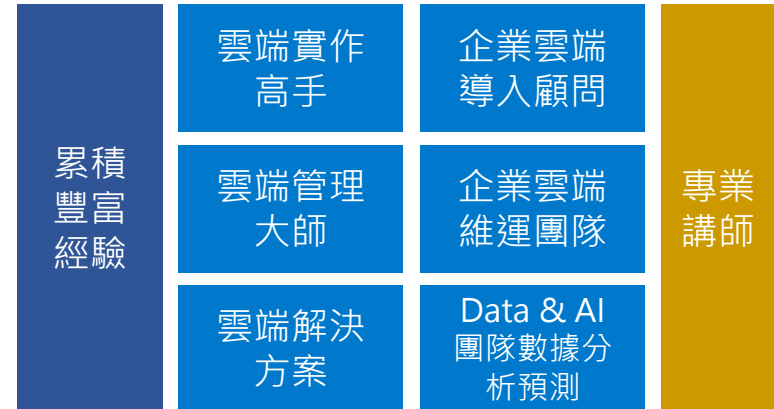 累積
豐富
經驗
雲端實作
高手
企業雲端
導入顧問
雲端管理
大師
企業雲端
維運團隊
雲端解決
方案
Data & AI
團隊數據分
析預測
專業
講師